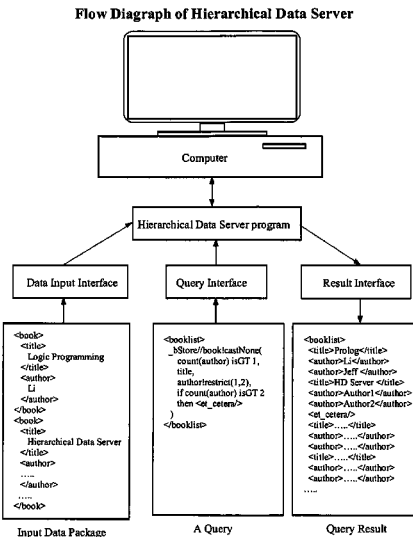 Flow Diagraph of Hierarchical Data Server
Computer
Hierarchical Data Server program
Data Input Interface
Query Interface
Result Interface
<book>
<title>
Logic Programming
</title>
<author>
Li
</author>
</book>
<book>
<title>
Hierarchical Data Server
</title>
<author>
.....
</author>
.....
</book>
Input Data Package
<booklist>
_bStore//book!castNone(
count(author) isGT 1,
title,
author!restrict(1,2),
if count(author) isGT 2
then <et_cetera/>
)
</booklist>
A Query
<booklist>
<title>Prolog</title>
<author>Li</author>
<author>Jeff </author>
<title>HD Server </title>
<author>Author1</author>
<author>Author2</author>
<et_cetera>
<title>…..</title>
<author>…..</author>
<author>…..</author>
<title>…..</title>
<author>…..</author>
<author>…..</author>
.....
Query Result